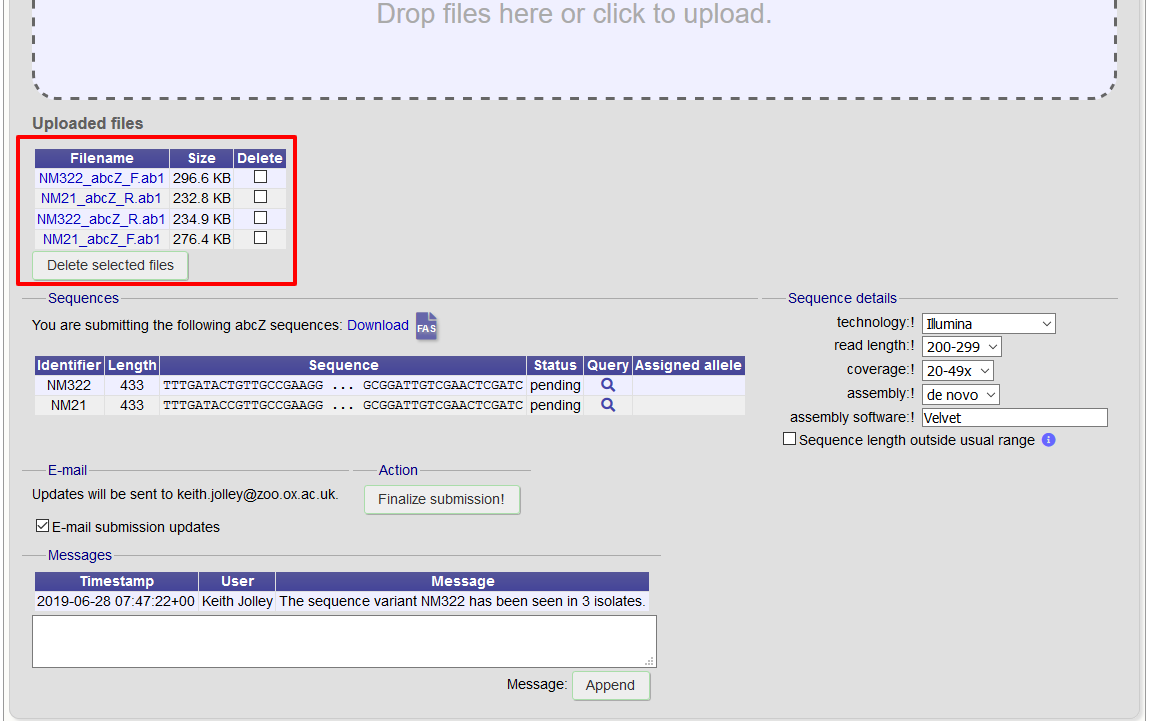 Drop files here or click to upload.
Uploaded files
Filename Size Delete
NM322_abcZ_F.ab1 296.6 KB
NM21_abcZ_R.ab1 232.8 KB
NM322_abcZ_R.ab1 234.9 KB
NM21_abcZ_F.ab1 276.4 KB
Delete selected files
Sequences
You are submitting the following abcZ sequences: Download FAS
Identifier Length Sequence Status Query Assigned allele
NM322 433 TTTGATACTGTTGCCGAAGG ... GCGGATTGTCGAACTCGATC pending
NM21 433 TTTGATACCGTTGCCGAAGG ... GCGGATTGTCGAACTCGATC pending
Sequence details
technology:! Illumina
read length:! 200-299
coverage:! 20-49x
assembly:! de novo
assembly software:! Velvet
Sequence length outside usual range i
E-mail
Updates will be sent to keith.jolley@zoo.ox.ac.uk.
E-mail submission updates
Action
Finalize submission!
Messages
Timestamp User Message
2019-06-28 07:47:22+00 Keith Jolley The sequence variant NM322 has been seen in 3 isolates.
Message: Append